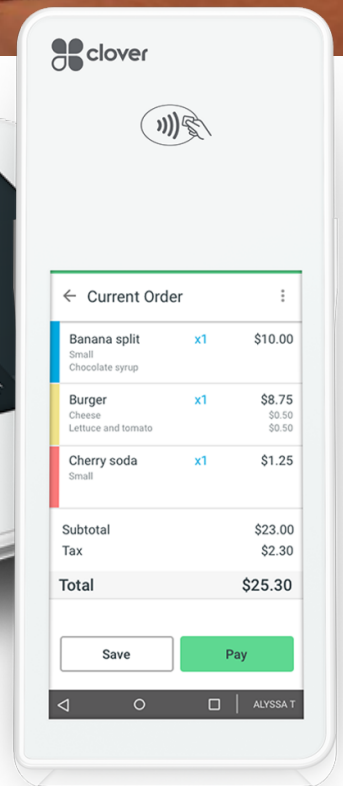 clover
Current Order
Banana split x1 $10.00
Small
Chocolate syrup
Burger x1 $8.75
Cheese $0.50
Lettuce and tomato $0.50
Cherry soda x1 $1.25
Small
Subtotal $23.00
Tax $2.30
Total $25.30
Save Pay
ALYSSA T